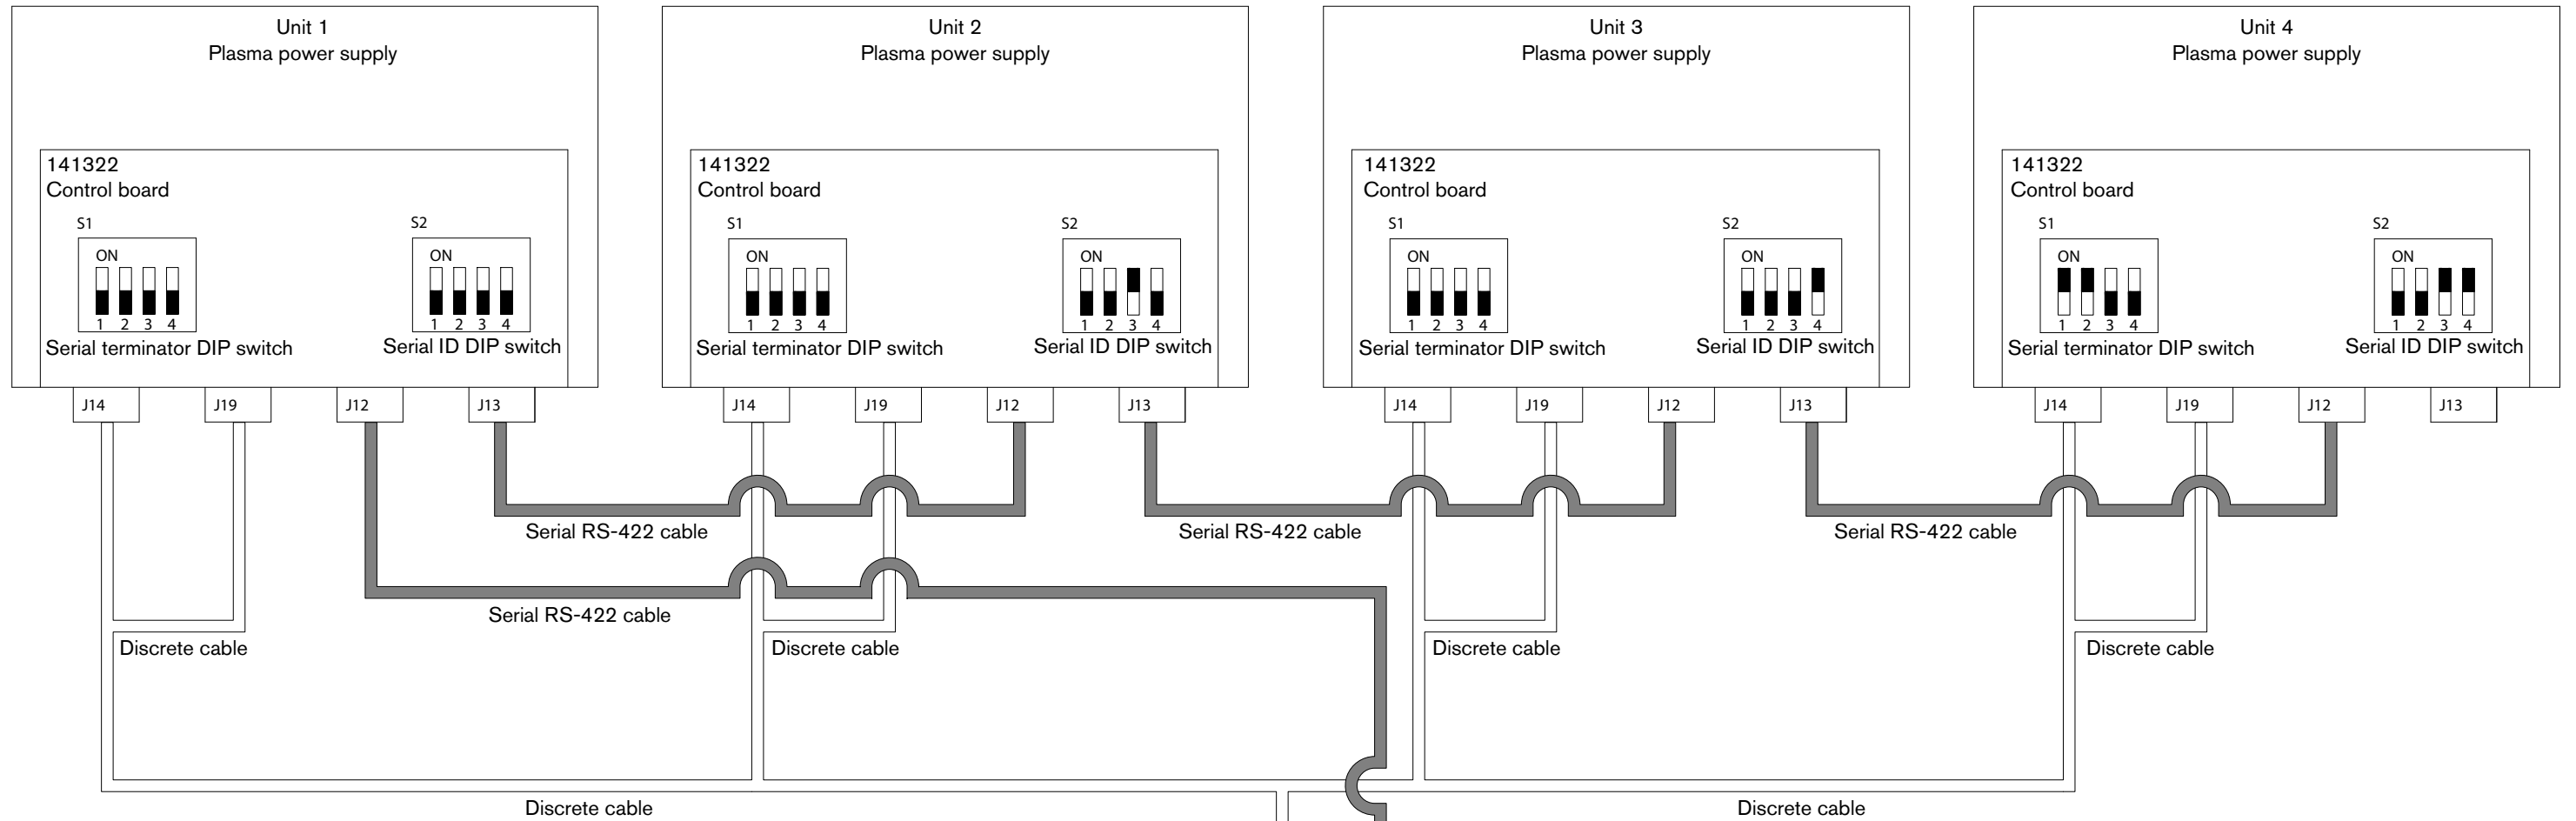 Unit 1
Plasma power supply
141322
Control board
S1
ON
1 2 3 4
Serial terminator DIP switch
S2
ON
1 2 3 4
Serial ID DIP switch
J14
J19
J12
J13
Unit 2
Plasma power supply
141322
Control board
S1
ON
1 2 3 4
Serial terminator DIP switch
S2
ON
1 2 3 4
Serial ID DIP switch
J14
J19
J12
J13
Unit 3
Plasma power supply
141322
Control board
S1
ON
1 2 3 4
Serial terminator DIP switch
S2
ON
1 2 3 4
Serial ID DIP switch
J14
J19
J12
J13
Unit 4
Plasma power supply
141322
Control board
S1
ON
1 2 3 4
Serial terminator DIP switch
S2
ON
1 2 3 4
Serial ID DIP switch
J14
J19
J12
J13
Serial RS-422 cable
Serial RS-422 cable
Serial RS-422 cable
Serial RS-422 cable
Discrete cable
Discrete cable
Discrete cable
Discrete cable
Discrete cable
Discrete cable